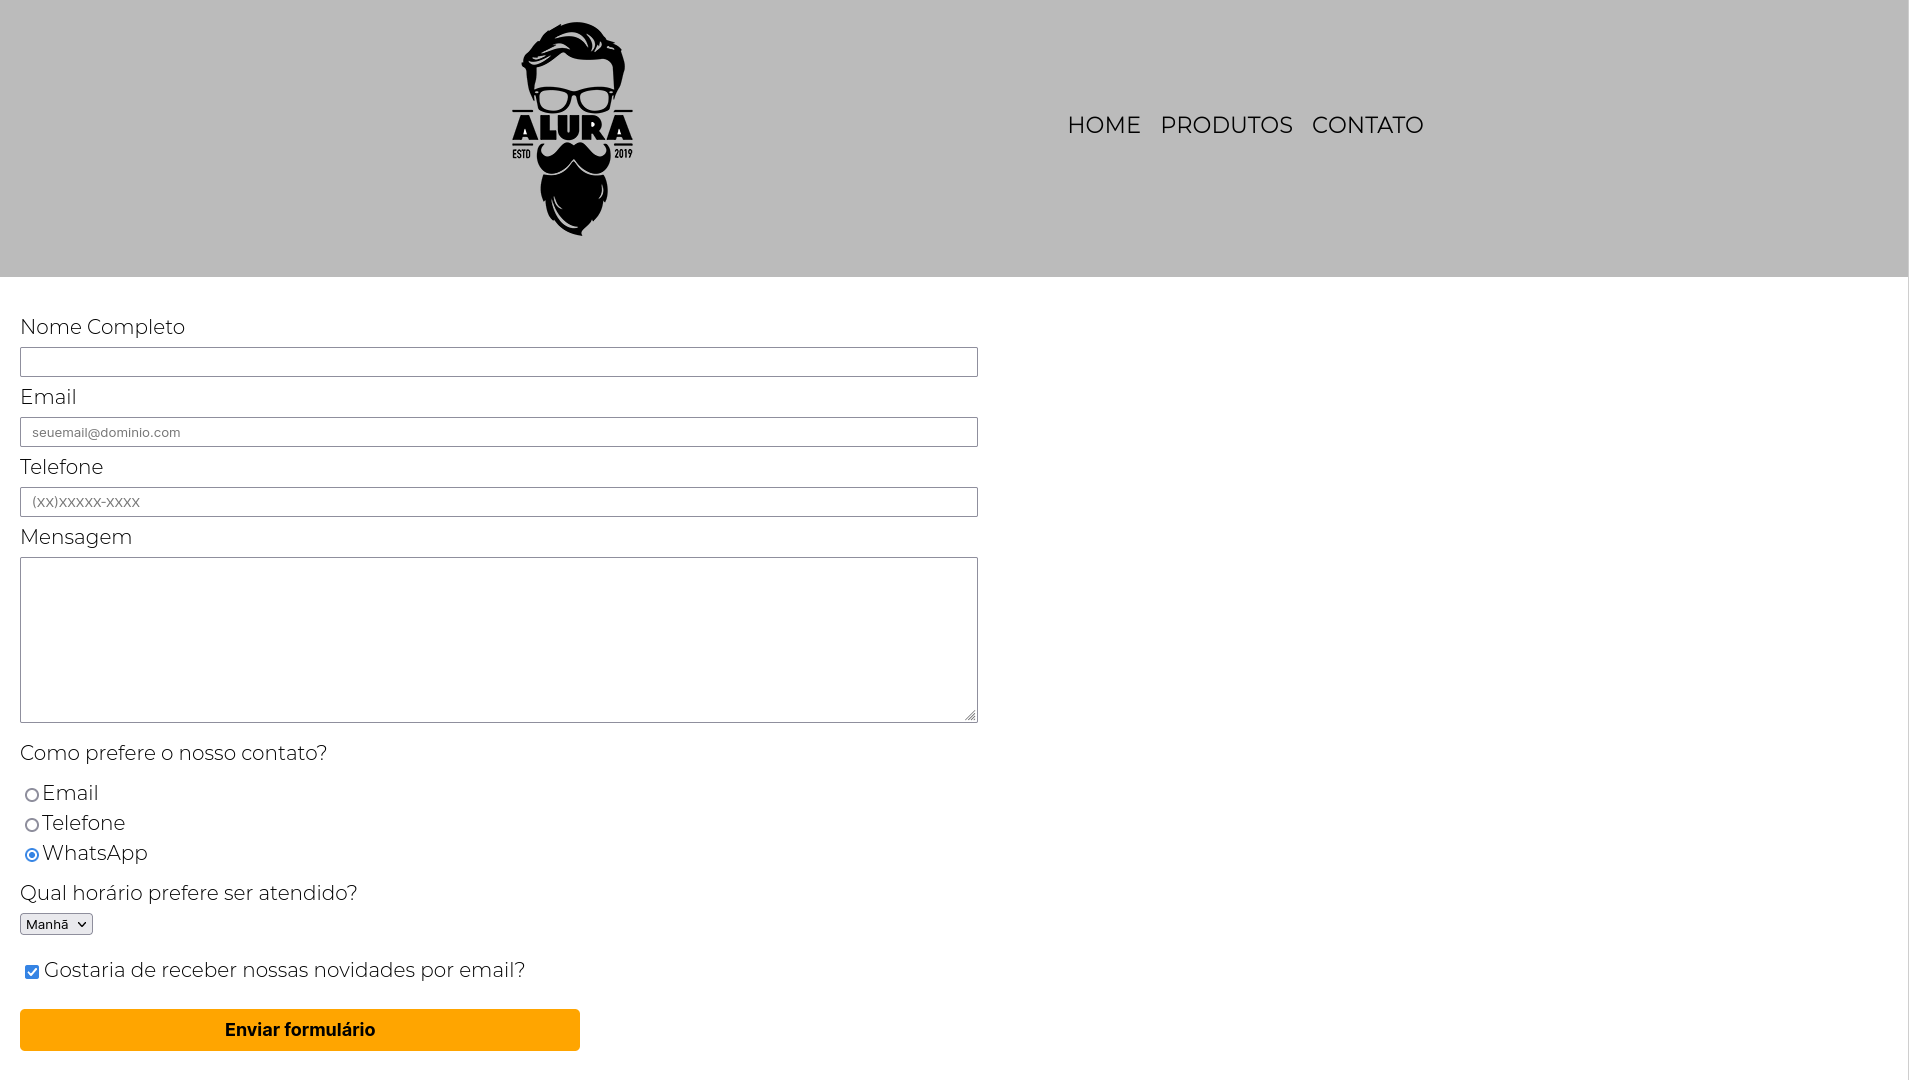 ALURA
ESTD 2019
HOME PRODUTOS CONTATO
Nome Completo
Email
seuemail@dominio.com
Telefone
(XX)XXXXX-XXXX
Mensagem
Como prefere o nosso contato?
Email
Telefone
WhatsApp
Qual horário prefere ser atendido?
Manhã
Gostaria de receber nossas novidades por email?
Enviar formulário